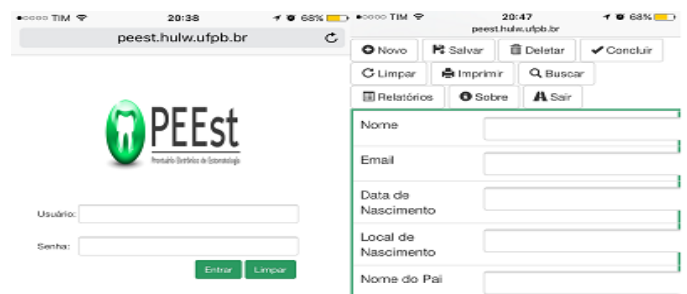 TIM 20:38 68%
peest.hulw.ufpb.br
PEEst
Prontuário Eletrônico de Estomatologia
Usuário:
Senha:
Entrar Limpar
TIM 20:47 68%
peest.hulw.ufpb.br
Novo Salvar Deletar Concluir
Limpar Imprimir Buscar
Relatórios Sobre Sair
Nome
Email
Data de
Nascimento
Local de
Nascimento
Nome do Pai